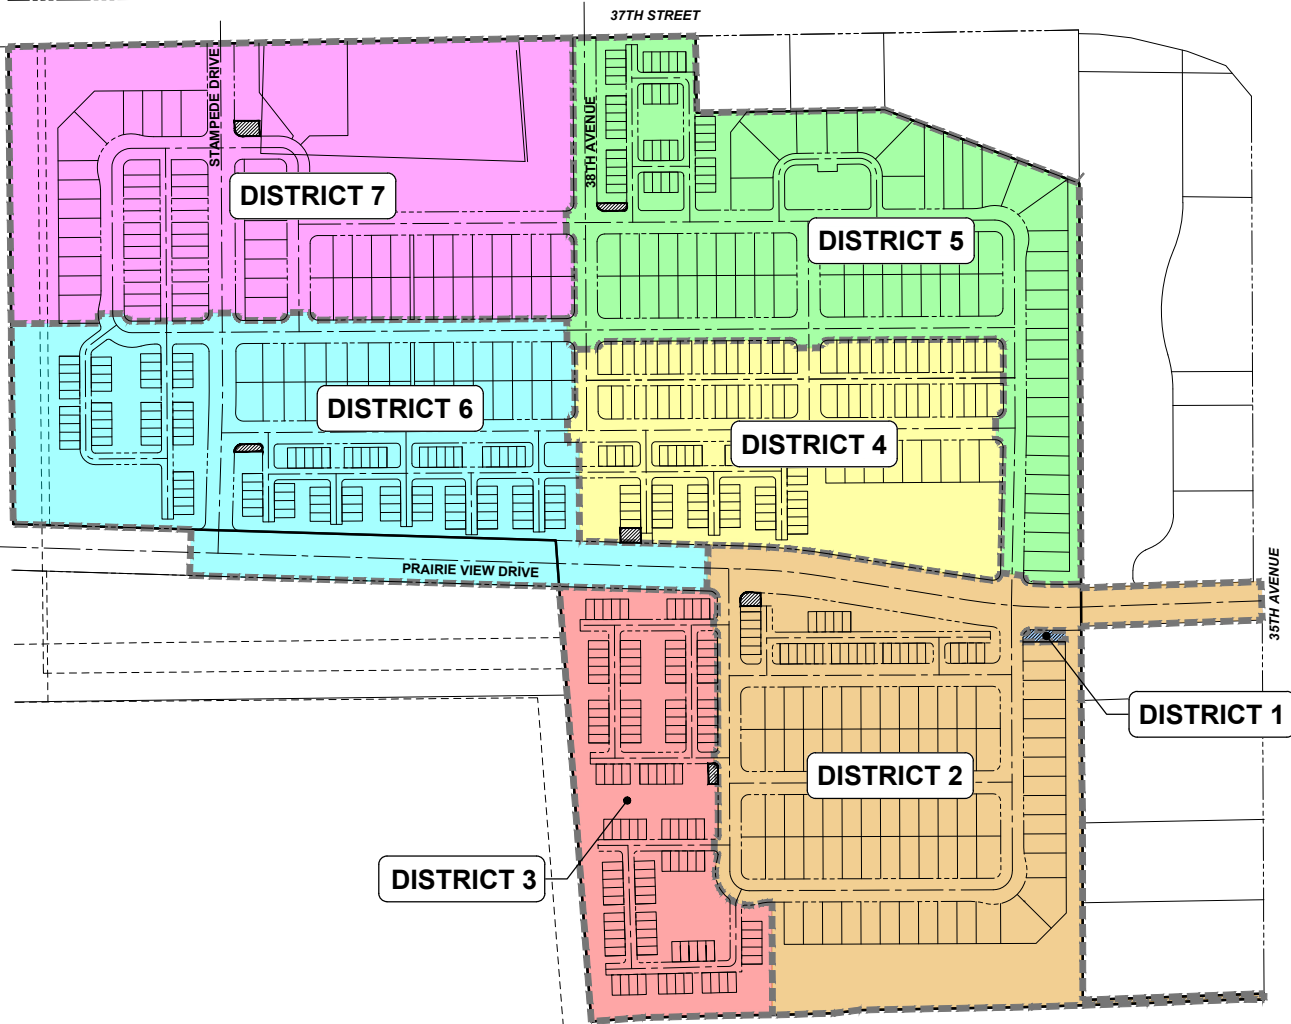 37TH STREET
STAMPEDE DRIVE
38TH AVENUE
DISTRICT 7
DISTRICT 5
DISTRICT 6
DISTRICT 4
PRAIRIE VIEW DRIVE
35TH AVENUE
DISTRICT 1
DISTRICT 2
DISTRICT 3